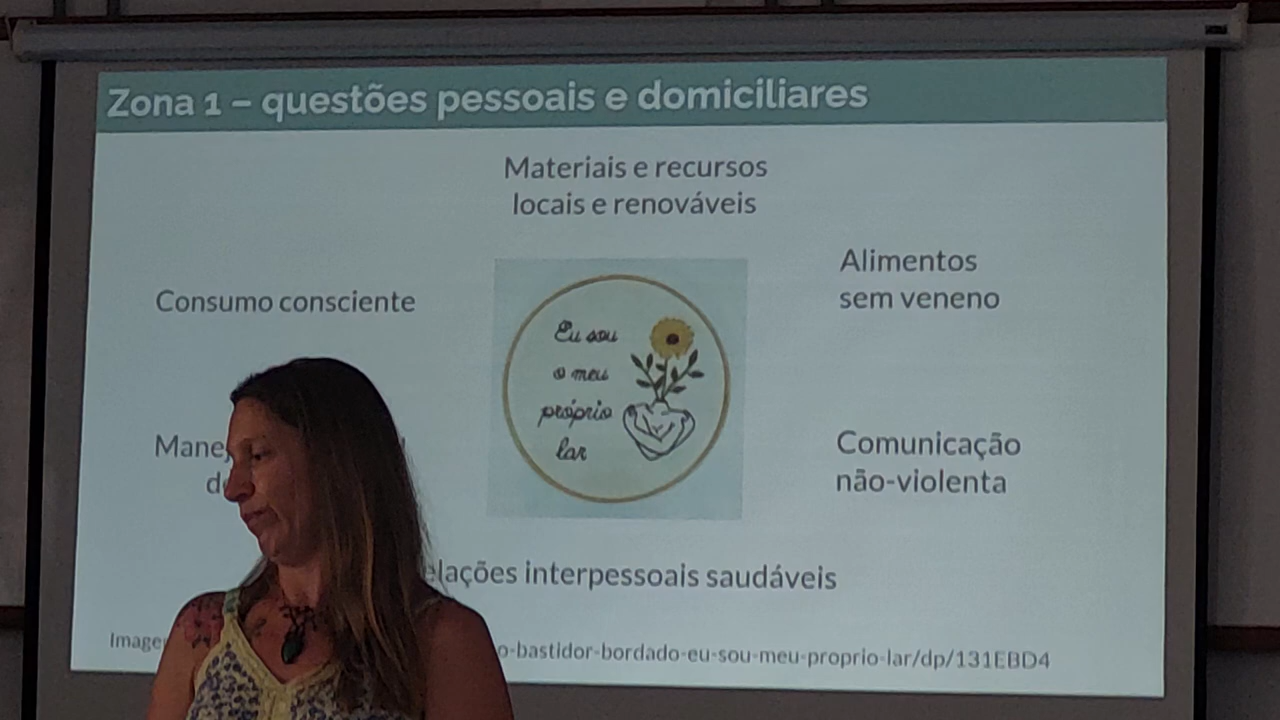 Zona 1 – questões pessoais e domiciliares
Materiais e recursos
locais e renováveis
Alimentos
sem veneno
Consumo consciente
Eu sou
o meu
próprio
lar
Comunicação
não-violenta
elações interpessoais saudáveis
o-bastidor-bordado-eu-sou-meu-proprio-lar/dp/131EBD4